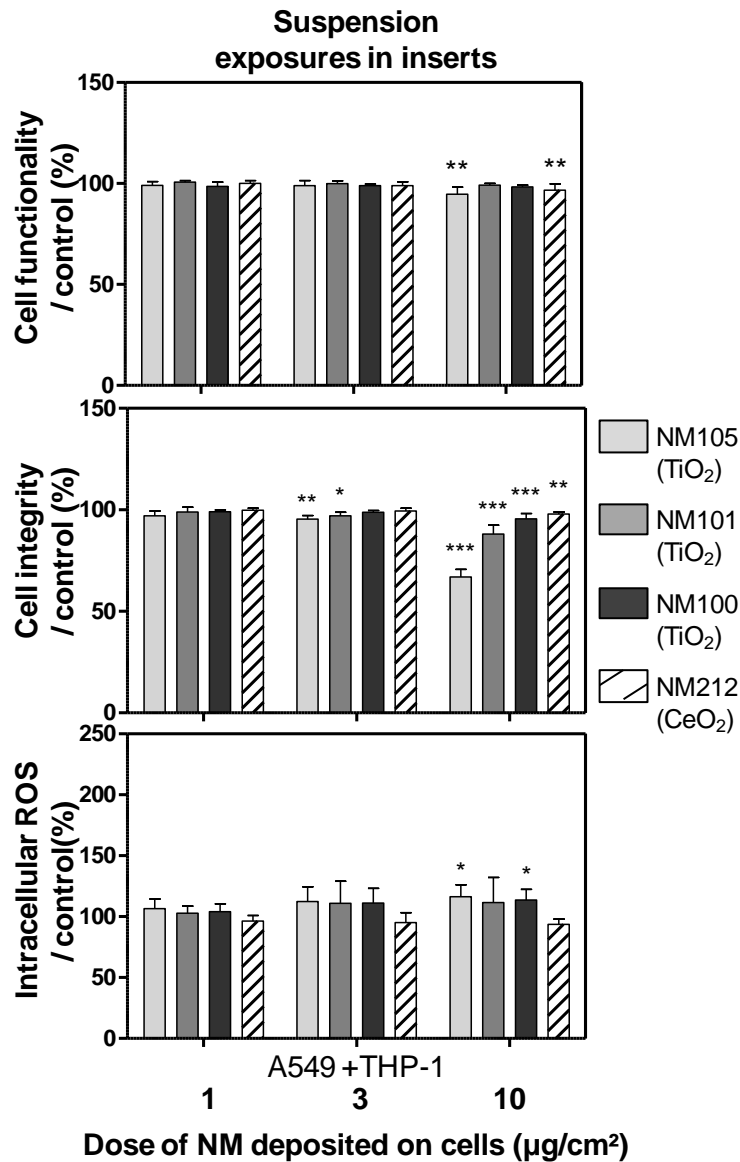 Suspension
exposures in inserts
Cell functionality
/ control (%)
150
100
50
0
** **
Cell integrity
/ control (%)
150
100
50
0
** * *** *** *** **
NM105
(TiO₂)
NM101
(TiO₂)
NM100
(TiO₂)
NM212
(CeO₂)
Intracellular ROS
/ control(%)
250
200
150
100
50
0
* *
A549 +THP-1
1 3 10
Dose of NM deposited on cells (µg/cm²)